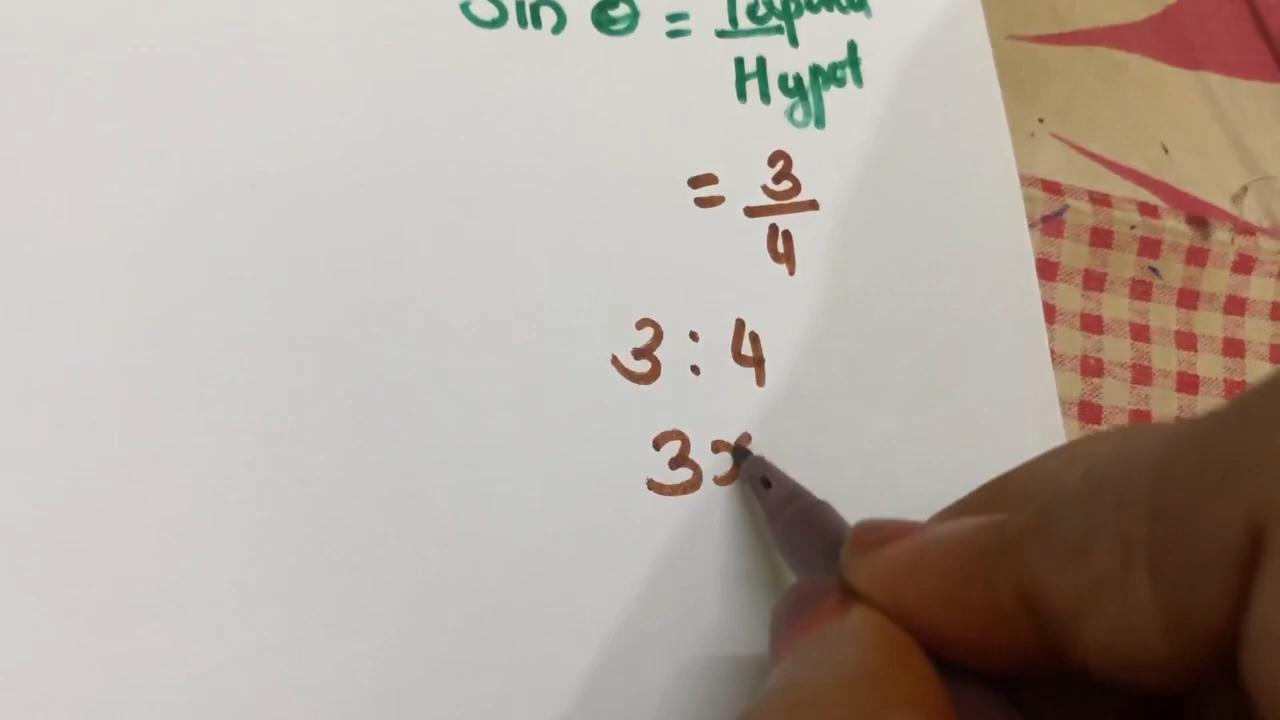 Sin θ =
Hypot
= 3
4
3 : 4
3x